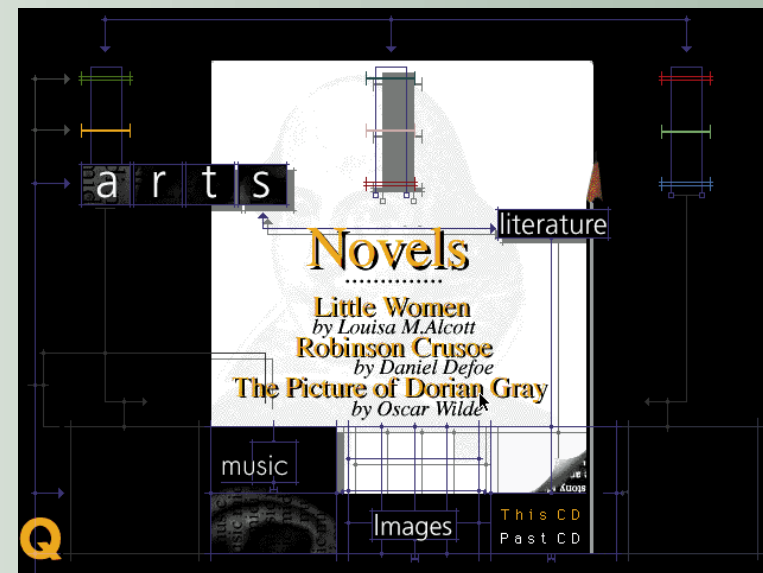 arts
literature
Novels
Little Women
by Louisa M.Alcott
Robinson Crusoe
by Daniel Defoe
The Picture of Dorian Gray
by Oscar Wilde
music
Images
This CD
Past CD
Q